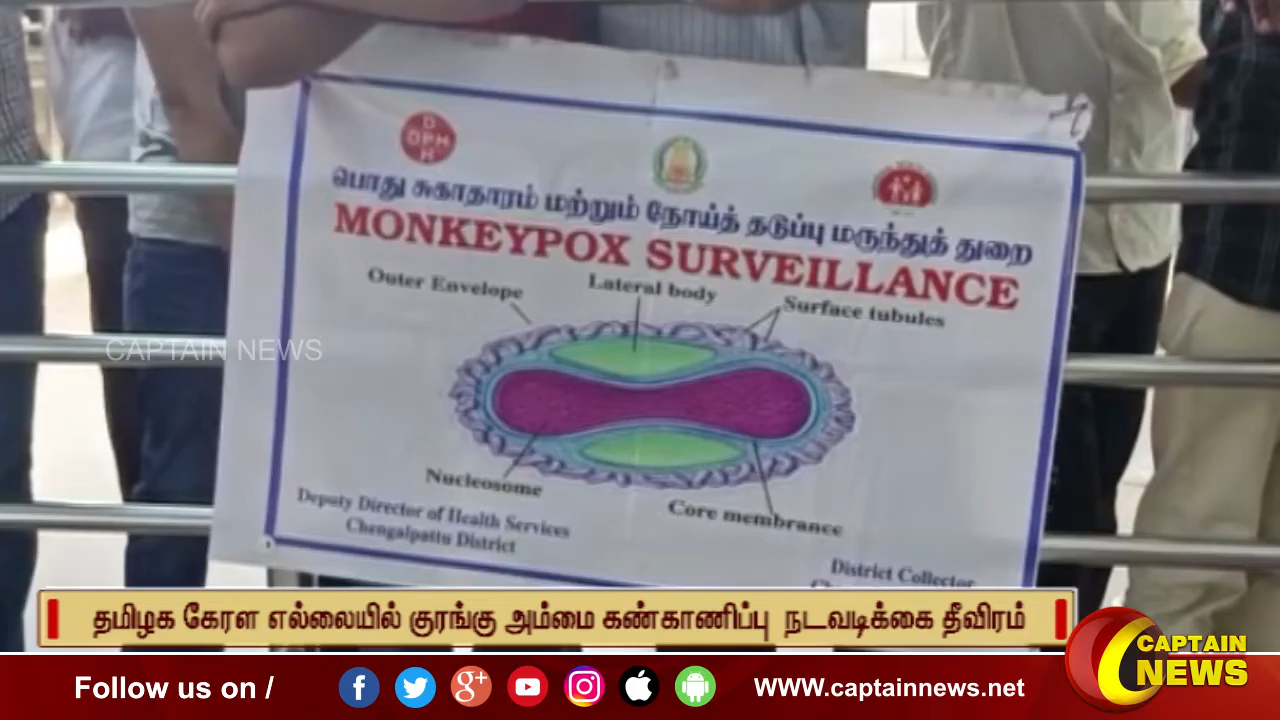 D
DPH
H
பொது சுகாதாரம் மற்றும் நோய்த் தடுப்பு மருந்துத் துறை
MONKEYPOX SURVEILLANCE
Outer Envelope
Lateral body
Surface tubules
CAPTAIN NEWS
Nucleosome
Core membrance
Deputy Director of Health Services
Chengalpattu District
District Collector
தமிழக கேரள எல்லையில் குரங்கு அம்மை கண்காணிப்பு நடவடிக்கை தீவிரம்
CAPTAIN
NEWS
Follow us on /
www.captainnews.net